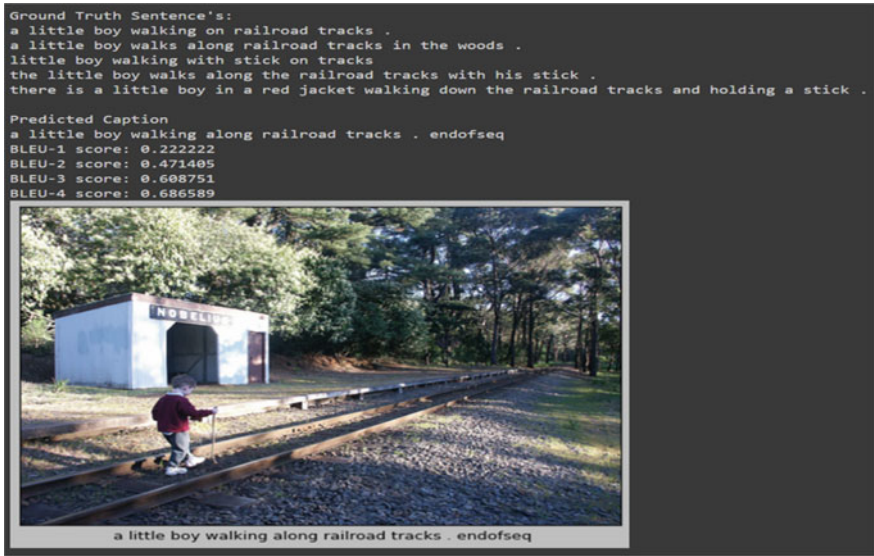 Ground Truth Sentence's:
a little boy walking on railroad tracks .
a little boy walks along railroad tracks in the woods .
little boy walking with stick on tracks
the little boy walks along the railroad tracks with his stick .
there is a little boy in a red jacket walking down the railroad tracks and holding a stick .
Predicted Caption
a little boy walking along railroad tracks . endofseq
BLEU-1 score: 0.222222
BLEU-2 score: 0.471405
BLEU-3 score: 0.608751
BLEU-4 score: 0.686589
NOBELIUS
a little boy walking along railroad tracks . endofseq